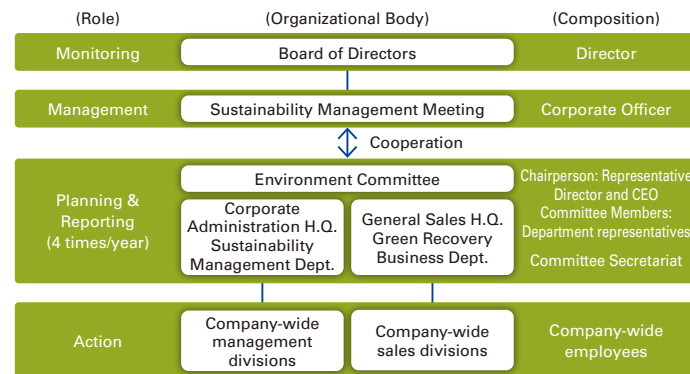 (Role)
(Organizational Body)
(Composition)
Monitoring
Board of Directors
Director
Management
Sustainability Management Meeting
Corporate Officer
Cooperation
Planning &
Reporting
(4 times/year)
Environment Committee
Corporate
Administration H.Q.
Sustainability
Management Dept.
General Sales H.Q.
Green Recovery
Business Dept.
Chairperson: Representative
Director and CEO
Committee Members:
Department representatives
Committee Secretariat
Action
Company-wide
management
divisions
Company-wide
sales divisions
Company-wide
employees